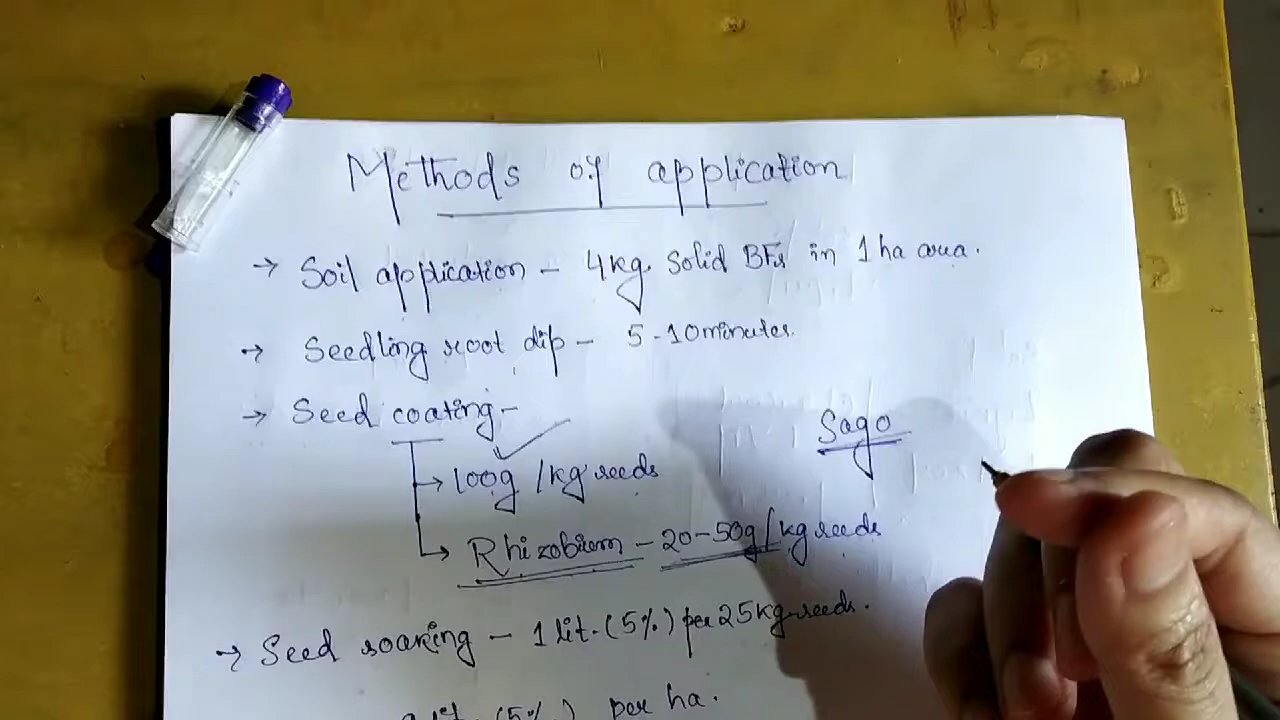 Methods of application
→ Soil application – 4kg. Solid BFs in 1 ha area.
→ Seedling root dip – 5-10 minutes.
→ Seed coating –
Sago
→ 100g /kg seeds
→ Rhizobium – 20-50g/kg seeds
→ Seed soaking – 1 lit. (5%) per 25kg seeds.
(5%) per ha.